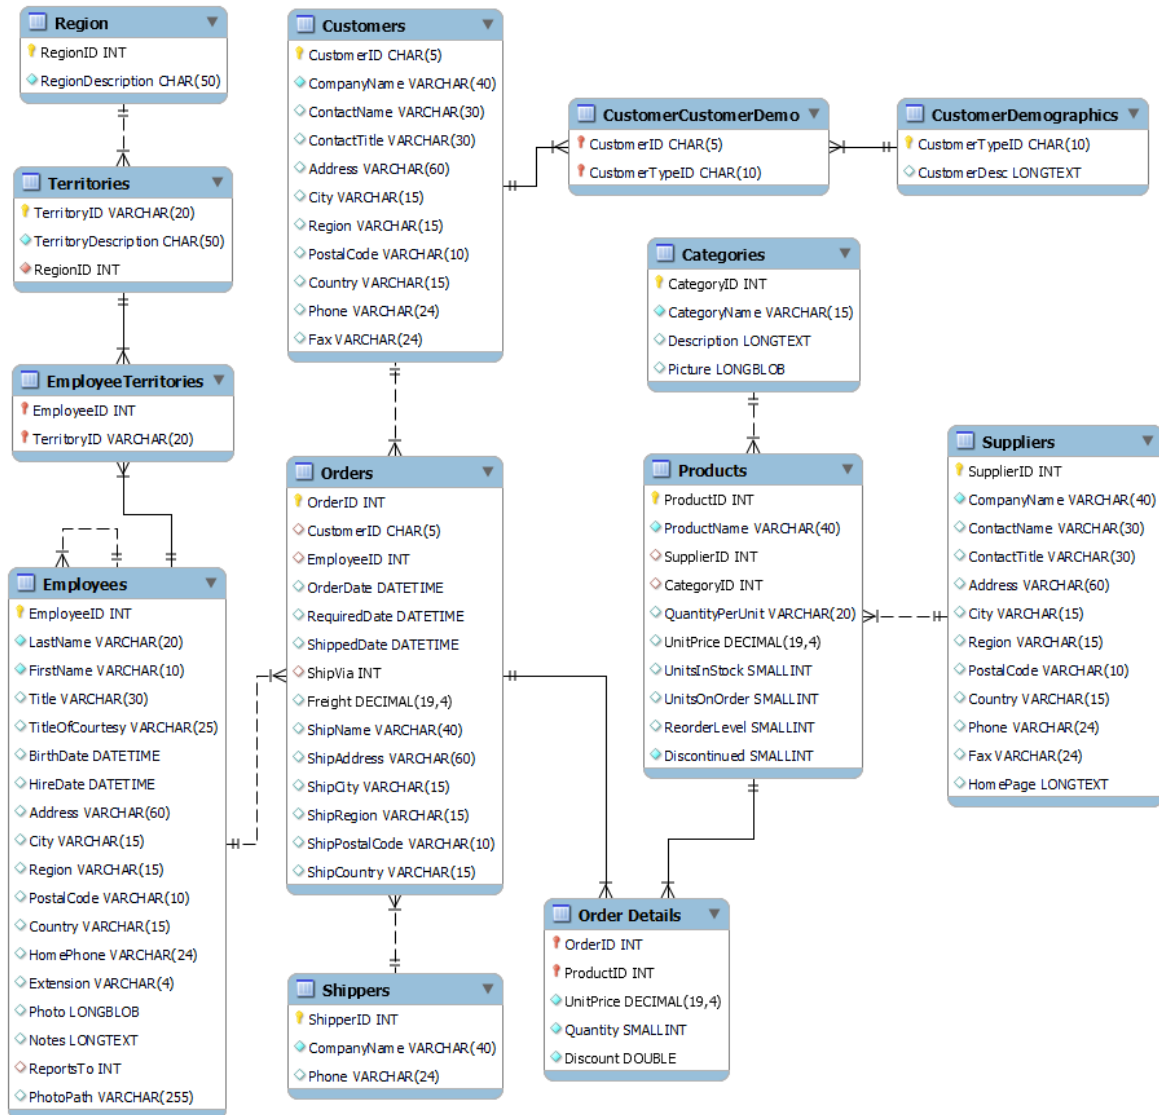 Region
RegionID INT
RegionDescription CHAR(50)
Territories
TerritoryID VARCHAR(20)
TerritoryDescription CHAR(50)
RegionID INT
EmployeeTerritories
EmployeeID INT
TerritoryID VARCHAR(20)
Employees
EmployeeID INT
LastName VARCHAR(20)
FirstName VARCHAR(10)
Title VARCHAR(30)
TitleOfCourtesy VARCHAR(25)
BirthDate DATETIME
HireDate DATETIME
Address VARCHAR(60)
City VARCHAR(15)
Region VARCHAR(15)
PostalCode VARCHAR(10)
Country VARCHAR(15)
HomePhone VARCHAR(24)
Extension VARCHAR(4)
Photo LONGBLOB
Notes LONGTEXT
ReportsTo INT
PhotoPath VARCHAR(255)
Customers
CustomerID CHAR(5)
CompanyName VARCHAR(40)
ContactName VARCHAR(30)
ContactTitle VARCHAR(30)
Address VARCHAR(60)
City VARCHAR(15)
Region VARCHAR(15)
PostalCode VARCHAR(10)
Country VARCHAR(15)
Phone VARCHAR(24)
Fax VARCHAR(24)
Orders
OrderID INT
CustomerID CHAR(5)
EmployeeID INT
OrderDate DATETIME
RequiredDate DATETIME
ShippedDate DATETIME
ShipVia INT
Freight DECIMAL(19,4)
ShipName VARCHAR(40)
ShipAddress VARCHAR(60)
ShipCity VARCHAR(15)
ShipRegion VARCHAR(15)
ShipPostalCode VARCHAR(10)
ShipCountry VARCHAR(15)
Shippers
ShipperID INT
CompanyName VARCHAR(40)
Phone VARCHAR(24)
CustomerCustomerDemo
CustomerID CHAR(5)
CustomerTypeID CHAR(10)
CustomerDemographics
CustomerTypeID CHAR(10)
CustomerDesc LONGTEXT
Categories
CategoryID INT
CategoryName VARCHAR(15)
Description LONGTEXT
Picture LONGBLOB
Products
ProductID INT
ProductName VARCHAR(40)
SupplierID INT
CategoryID INT
QuantityPerUnit VARCHAR(20)
UnitPrice DECIMAL(19,4)
UnitsInStock SMALLINT
UnitsOnOrder SMALLINT
ReorderLevel SMALLINT
Discontinued SMALLINT
Suppliers
SupplierID INT
CompanyName VARCHAR(40)
ContactName VARCHAR(30)
ContactTitle VARCHAR(30)
Address VARCHAR(60)
City VARCHAR(15)
Region VARCHAR(15)
PostalCode VARCHAR(10)
Country VARCHAR(15)
Phone VARCHAR(24)
Fax VARCHAR(24)
HomePage LONGTEXT
Order Details
OrderID INT
ProductID INT
UnitPrice DECIMAL(19,4)
Quantity SMALLINT
Discount DOUBLE